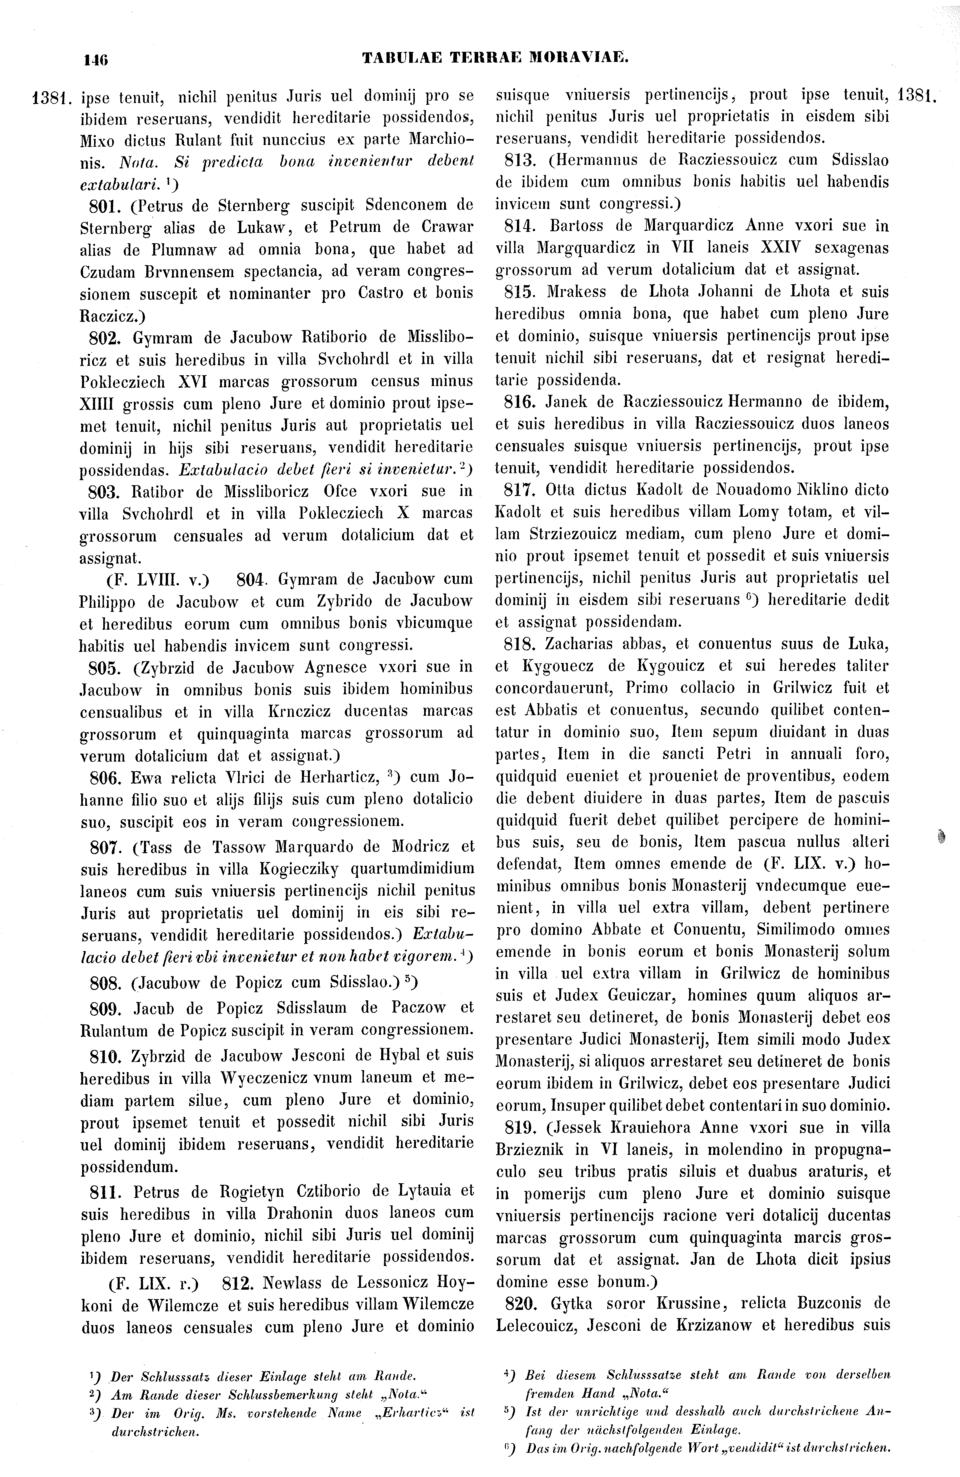 146
TABULAE TERRAE MORAVIAE.
1381.
ipse tenuit, nichil penitus Juris uel dominij pro se
ibidem reseruans, vendidit hereditarie possidendos,
Mixo dictus Rulant fuit nunccius ex parte Marchio-
nis. Nota. Si predicta bona invenientur debent
extabulari. ¹)
801. (Petrus de Sternberg suscipit Sdenconem de
Sternberg alias de Lukaw, et Petrum de Crawar
alias de Plumnaw ad omnia bona, que habet ad
Czudam Brvnnensem spectancia, ad veram congres-
sionem suscepit et nominanter pro Castro et bonis
Raczicz.)
802. Gymram de Jacubow Ratiborio de Misslibo-
ricz et suis heredibus in villa Svchohrdl et in villa
Poklecziech XVI marcas grossorum census minus
XIIII grossis cum pleno Jure et dominio prout ipse-
met tenuit, nichil penitus Juris aut proprietatis uel
dominij in hijs sibi reseruans, vendidit hereditarie
possidendas. Extabulacio debet fieri si invenietur. ²)
803. Ratibor de Missliboricz Ofce vxori sue in
villa Svchohrdl et in villa Poklecziech X marcas
grossorum censuales ad verum dotalicium dat et
assignat.
(F. LVIII. v.) 804. Gymram de Jacubow cum
Philippo de Jacubow et cum Zybrido de Jacubow
et heredibus eorum cum omnibus bonis vbicumque
habitis uel habendis invicem sunt congressi.
805. (Zybrzid de Jacubow Agnesce vxori sue in
Jacubow in omnibus bonis suis ibidem hominibus
censualibus et in villa Krnczicz ducentas marcas
grossorum et quinquaginta marcas grossorum ad
verum dotalicium dat et assignat.)
806. Ewa relicta Vlrici de Herharticz, ³) cum Jo-
hanne filio suo et alijs filijs suis cum pleno dotalicio
suo, suscipit eos in veram congressionem.
807. (Tass de Tassow Marquardo de Modricz et
suis heredibus in villa Kogiecziky quartumdimidium
laneos cum suis vniuersis pertinencijs nichil penitus
Juris aut proprietatis uel dominij in eis sibi re-
seruans, vendidit hereditarie possidendos.) Extabu-
lacio debet fieri vbi invenietur et non habet vigorem. ⁴)
808. (Jacubow de Popicz cum Sdisslao.) ⁵)
809. Jacub de Popicz Sdisslaum de Paczow et
Rulantum de Popicz suscipit in veram congressionem.
810. Zybrzid de Jacubow Jesconi de Hybal et suis
heredibus in villa Wyeczenicz vnum laneum et me-
diam partem silue, cum pleno Jure et dominio,
prout ipsemet tenuit et possedit nichil sibi Juris
uel dominij ibidem reseruans, vendidit hereditarie
possidendum.
811. Petrus de Rogietyn Cztiborio de Lytauia et
suis heredibus in villa Drahonin duos laneos cum
pleno Jure et dominio, nichil sibi Juris uel dominij
ibidem reseruans, vendidit hereditarie possidendos.
(F. LIX. r.) 812. Newlass de Lessonicz Hoy-
koni de Wilemcze et suis heredibus villam Wilemcze
duos laneos censuales cum pleno Jure et dominio
suisque vniuersis pertinencijs, prout ipse tenuit, 1381.
nichil penitus Juris uel proprietatis in eisdem sibi
reseruans, vendidit hereditarie possidendos.
813. (Hermannus de Racziessouicz cum Sdisslao
de ibidem cum omnibus bonis habitis uel habendis
invicem sunt congressi.)
814. Bartoss de Marquardicz Anne vxori sue in
villa Margquardicz in VII laneis XXIV sexagenas
grossorum ad verum dotalicium dat et assignat.
815. Mrakess de Lhota Johanni de Lhota et suis
heredibus omnia bona, que habet cum pleno Jure
et dominio, suisque vniuersis pertinencijs prout ipse
tenuit nichil sibi reseruans, dat et resignat heredi-
tarie possidenda.
816. Janek de Racziessouicz Hermanno de ibidem,
et suis heredibus in villa Racziessouicz duos laneos
censuales suisque vniuersis pertinencijs, prout ipse
tenuit, vendidit hereditarie possidendos.
817. Otta dictus Kadolt de Nouadomo Niklino dicto
Kadolt et suis heredibus villam Lomy totam, et vil-
lam Strziezouicz mediam, cum pleno Jure et domi-
nio prout ipsemet tenuit et possedit et suis vniuersis
pertinencijs, nichil penitus Juris aut proprietatis uel
dominij in eisdem sibi reseruans ⁶) hereditarie dedit
et assignat possidendam.
818. Zacharias abbas, et conuentus suus de Luka,
et Kygouecz de Kygouicz et sui heredes taliter
concordauerunt, Primo collacio in Grilwicz fuit et
est Abbatis et conuentus, secundo quilibet conten-
tatur in dominio suo, Item sepum diuidant in duas
partes, Item in die sancti Petri in annuali foro,
quidquid eueniet et proueniet de proventibus, eodem
die debent diuidere in duas partes, Item de pascuis
quidquid fuerit debet quilibet percipere de homini-
bus suis, seu de bonis, Item pascua nullus alteri
defendat, Item omnes emende de (F. LIX. v.) ho-
minibus omnibus bonis Monasterij vndecumque eue-
nient, in villa uel extra villam, debent pertinere
pro domino Abbate et Conuentu, Similimodo omnes
emende in bonis eorum et bonis Monasterij solum
in villa uel extra villam in Grilwicz de hominibus
suis et Judex Geuiczar, homines quum aliquos ar-
restaret seu detineret, de bonis Monasterij debet eos
presentare Judici Monasterij, Item simili modo Judex
Monasterij, si aliquos arrestaret seu detineret de bonis
eorum ibidem in Grilwicz, debet eos presentare Judici
eorum, Insuper quilibet debet contentari in suo dominio.
819. (Jessek Krauiehora Anne vxori sue in villa
Brzieznik in VI laneis, in molendino in propugna-
culo seu tribus pratis siluis et duabus araturis, et
in pomerijs cum pleno Jure et dominio suisque
vniuersis pertinencijs racione veri dotalicij ducentas
marcas grossorum cum quinquaginta marcis gros-
sorum dat et assignat. Jan de Lhota dicit ipsius
domine esse bonum.)
820. Gytka soror Krussine, relicta Buzconis de
Lelecouicz, Jesconi de Krzizanow et heredibus suis
¹) Der Schlusssatz dieser Einlage steht am Rande.
²) Am Rande dieser Schlussbemerkung steht „Nota.“
³) Der im Orig. Ms. vorstehende Name „Erharticz“ ist
durchstrichen.
⁴) Bei diesem Schlusssatze steht am Rande von derselben
fremden Hand „Nota.“
⁵) Ist der unrichtige und desshalb auch durchstrichene An-
fang der nächstfolgenden Einlage.
⁶) Das im Orig. nachfolgende Wort „vendidit“ ist durchstrichen.